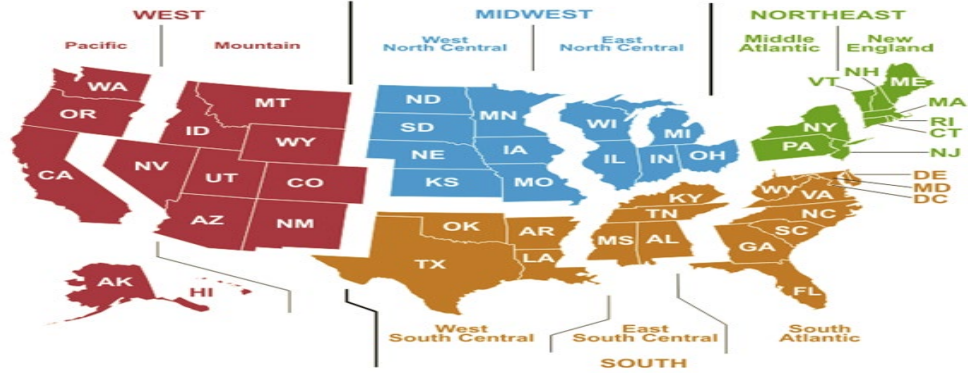 WEST
MIDWEST
NORTHEAST
Pacific
Mountain
West
North Central
East
North Central
Middle
Atlantic
New
England
WA
OR
CA
MT
ID
WY
NV
UT
CO
AZ
NM
AK
HI
ND
SD
NE
KS
MN
IA
MO
WI
MI
IL
IN
OH
VT
NH
ME
MA
RI
CT
NJ
NY
PA
DE
MD
DC
WV
VA
KY
TN
NC
SC
GA
FL
MS
AL
OK
AR
TX
LA
West
South Central
East
South Central
South
Atlantic
SOUTH